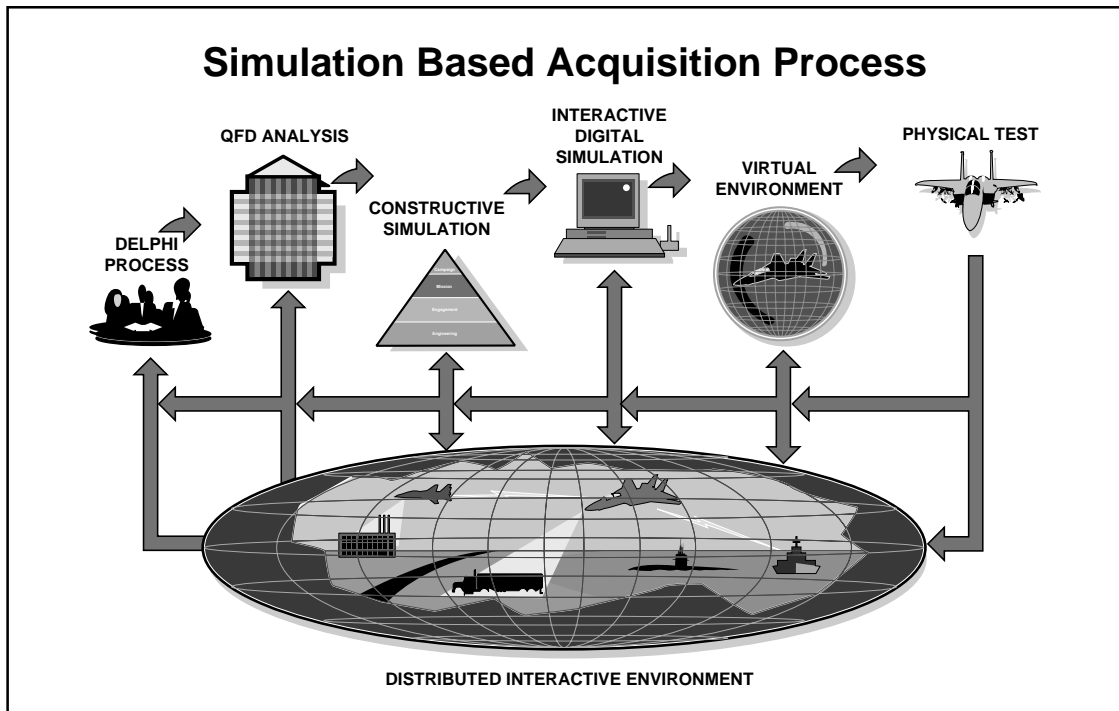 Simulation Based Acquisition Process
DELPHI
PROCESS
QFD ANALYSIS
CONSTRUCTIVE
SIMULATION
Campaign
Mission
Engagement
Engineering
INTERACTIVE
DIGITAL
SIMULATION
VIRTUAL
ENVIRONMENT
PHYSICAL TEST
DISTRIBUTED INTERACTIVE ENVIRONMENT